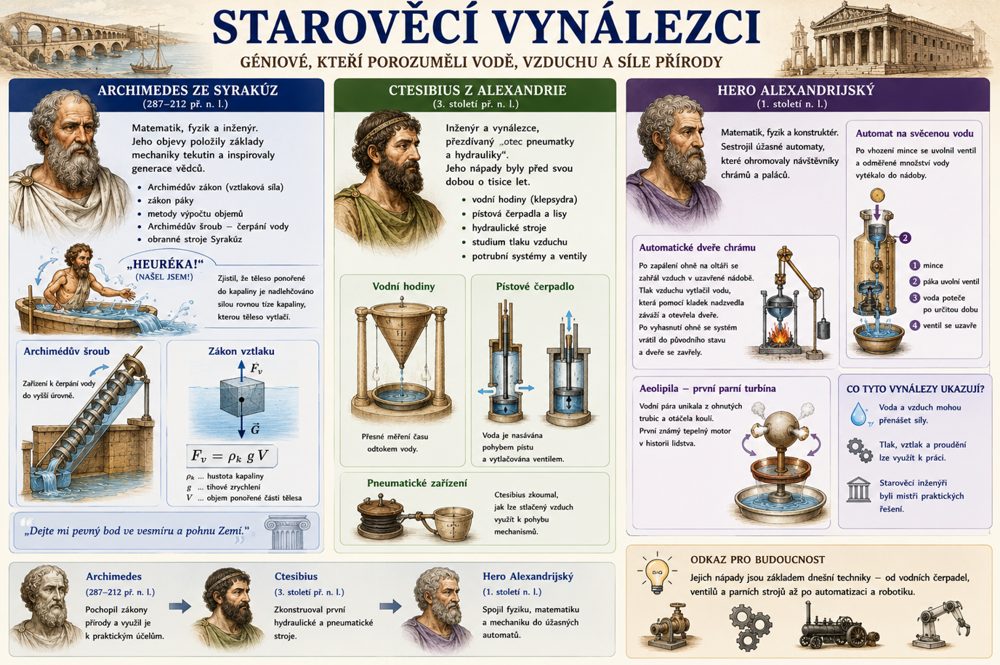 STAROVĚCÍ VYNÁLEZCI
GÉNIOVÉ, KTEŘÍ POROZUMĚLI VODĚ, VZDUCHU A SÍLE PŘÍRODY
ARCHIMEDES ZE SYRAKÚZ
(287–212 př. n. l.)
Matematik, fyzik a inženýr.
Jeho objevy položily základy
mechaniky tekutin a inspirovaly
generace vědců.
• Archimédův zákon (vztlaková síla)
• zákon páky
• metody výpočtu objemů
• Archimédův šroub – čerpání vody
• obranné stroje Syrakúz
„HEURÉKA!“
(NAŠEL JSEM!)
Zjistil, že těleso ponořené
do kapaliny je nadlehčováno
silou rovnou tíze kapaliny,
kterou těleso vytlačí.
Archimédův šroub
Zařízení k čerpání vody
do vyšší úrovně.
Zákon vztlaku
F⃗ᵥ
G⃗
Fᵥ = ρₖ g V
ρₖ ... hustota kapaliny
g ... tihové zrychlení
V ... objem ponořené části tělesa
„Dejte mi pevný bod ve vesmíru a pohnu Zemí.“
CTESIBIUS Z ALEXANDRIE
(3. století př. n. l.)
Inženýr a vynálezce,
přezdívaný „otec pneumatky
a hydrauliky“.
Jeho nápady byly před svou
dobou o tisice let.
• vodní hodiny (klepsydra)
• pístová čerpadla a lisy
• hydraulické stroje
• studium tlaku vzduchu
• potrubní systémy a ventily
Vodní hodiny
Přesné měření času
odtokem vody.
Pístové čerpadlo
Voda je nasávána
pohybem pístu
a vytlačována ventilem.
Pneumatické zařízení
Ctesibius zkoumal,
jak lze stlačený vzduch
využít k pohybu
mechanismů.
HERO ALEXANDRIJSKÝ
(1. století n. l.)
Matematik, fyzik a konstruktér.
Sestrojil úžasné automaty,
které ohromovaly návštěvníky
chrámů a paláců.
Automat na svěcenou vodu
Po vhození mince se uvolnil ventil
a odměřené množství vody
vytékalo do nádoby.
2
1 mince
2 páka uvolní ventil
3 voda poteče
po určitou dobu
4 ventil se uzavře
Automatické dveře chrámu
Po zapálení ohně na oltáři se
zahřál vzduch v uzavřené nádobě.
Tlak vzduchu vytlačil vodu,
která pomocí kladek nadzvedla
záváží a otevřela dveře.
Po vyhasnutí ohně se systém
vrátil do původního stavu
a dveře se zavřely.
Aeolipila – první parní turbína
Vodní pára unikala z ohnutých
trubic a otáčela koulí.
První známý tepelný motor
v historii lidstva.
CO TYTO VYNÁLEZY UKAZUJÍ?
Voda a vzduch mohou
přenášet síly.
Tlak, vztlak a proudění
lze využít k práci.
Starověcí inženýři
byli mistři praktických
řešení.
Archimedes
(287–212 př. n. l.)
Pochopil zákony
přírody a využil je
k praktickým účelům.
Ctesibius
(3. století př. n. l.)
Zkonstruoval první
hydraulické a pneumatické
stroje.
Hero Alexandrijský
(1. století n. l.)
Spojil fyziku, matematiku
a mechaniku do úžasných
automatů.
ODKAZ PRO BUDOUCNOST
Jejich nápady jsou základem dnešní techniky – od vodních čerpadel,
ventilů a parních strojů až po automatizaci a robotiku.